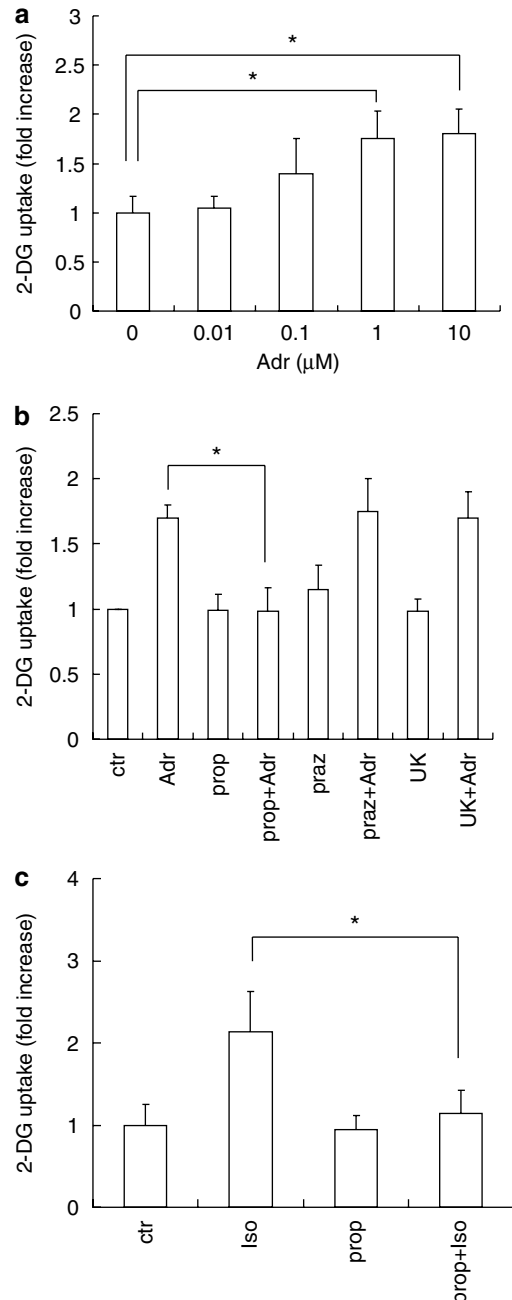 a
2-DG uptake (fold increase)
3
2.5
2
1.5
1
0.5
0
*
*
0 0.01 0.1 1 10
Adr (μM)
b
2-DG uptake (fold increase)
2.5
2
1.5
1
0.5
0
*
ctr
Adr
prop
prop+Adr
praz
praz+Adr
UK
UK+Adr
c
2-DG uptake (fold increase)
4
3
2
1
0
*
ctr
Iso
prop
prop+Iso